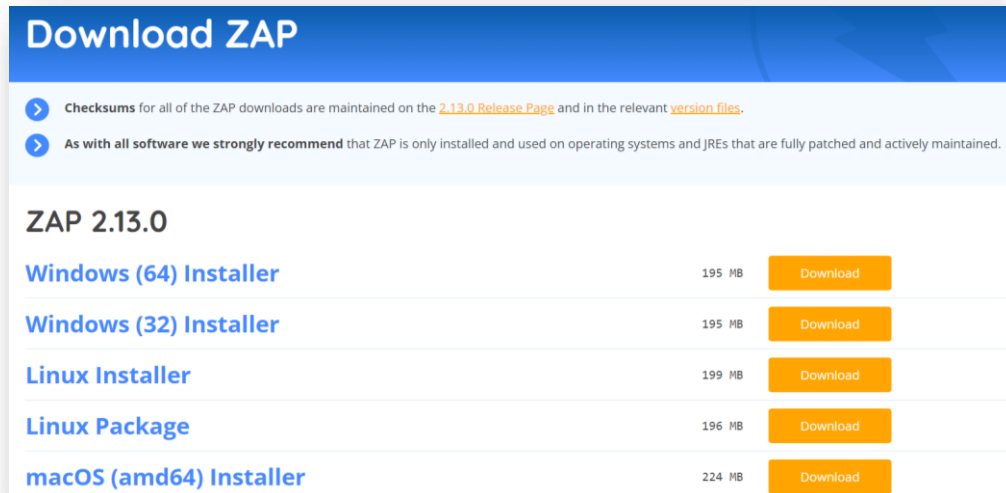 Download ZAP
Checksums for all of the ZAP downloads are maintained on the 2.13.0 Release Page and in the relevant version files.
As with all software we strongly recommend that ZAP is only installed and used on operating systems and JREs that are fully patched and actively maintained.
ZAP 2.13.0
Windows (64) Installer 195 MB Download
Windows (32) Installer 195 MB Download
Linux Installer 199 MB Download
Linux Package 196 MB Download
macOS (amd64) Installer 224 MB Download